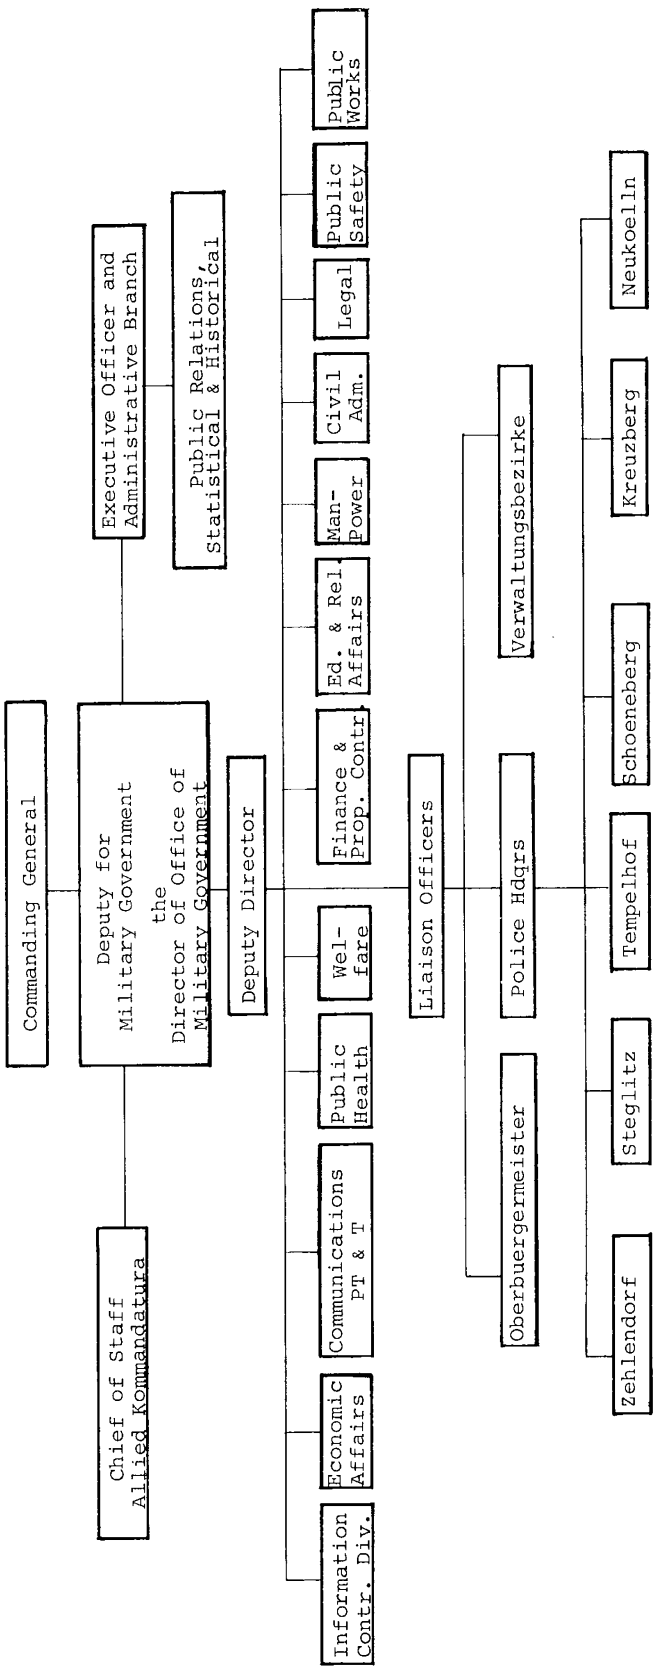 Commanding General
Chief of Staff
Allied Kommandatura
Deputy for
Military Government
the
Director of Office of
Military Government
Executive Officer and
Administrative Branch
Public Relations,
Statistical & Historical
Deputy Director
Information
Contr. Div.
Economic
Affairs
Communications
PT & T
Public
Health
Wel-
fare
Finance &
Prop. Contr.
Ed. & Rel.
Affairs
Man-
Power
Civil
Adm.
Legal
Public
Safety
Public
Works
Liaison Officers
Oberbuergermeister
Police Hdqrs
Verwaltungsbezirke
Zehlendorf
Steglitz
Tempelhof
Schoeneberg
Kreuzberg
Neukoelln